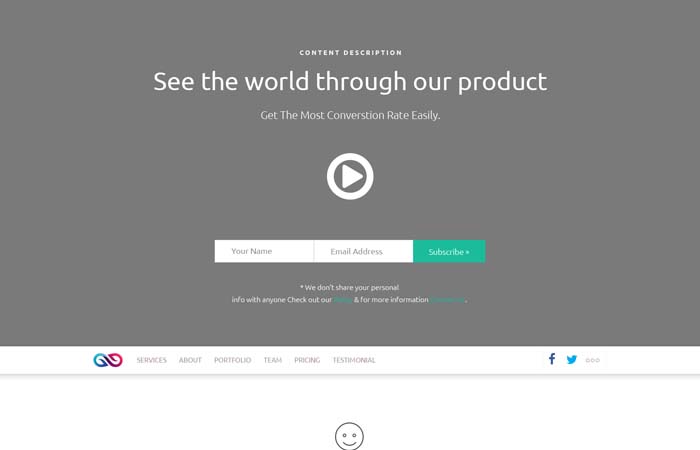 CONTENT DESCRIPTION
See the world through our product
Get The Most Converstion Rate Easily.
Your Name
Email Address
Subscribe »
* We don't share your personal
info with anyone Check out our Policy & for more information
SERVICES
ABOUT
PORTFOLIO
TEAM
PRICING
TESTIMONIAL